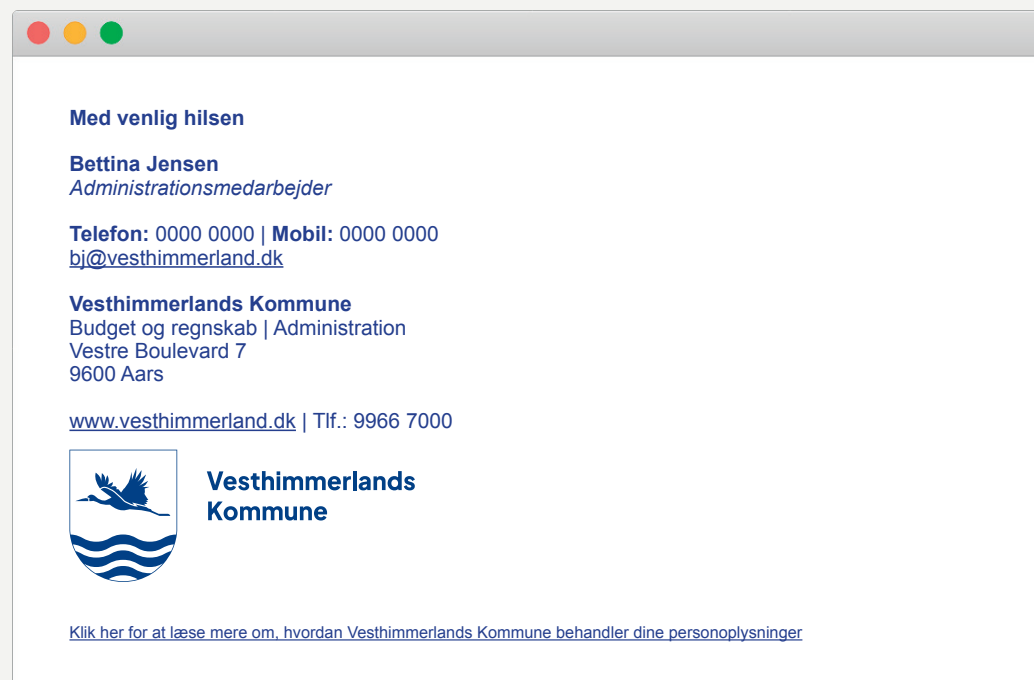 Med venlig hilsen
Bettina Jensen
Administrationsmedarbejder
Telefon: 0000 0000 | Mobil: 0000 0000
bj@vesthimmerland.dk
Vesthimmerlands Kommune
Budget og regnskab | Administration
Vestre Boulevard 7
9600 Aars
www.vesthimmerland.dk | Tlf.: 9966 7000
Vesthimmerlands
Kommune
Klik her for at læse mere om, hvordan Vesthimmerlands Kommune behandler dine personoplysninger